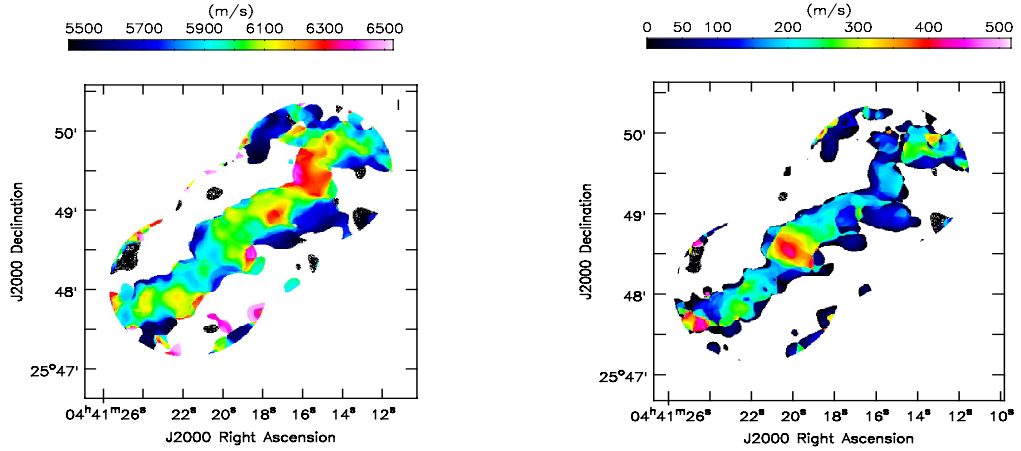 (m/s)
5500 5700 5900 6100 6300 6500
50'
49'
48'
25°47'
J2000 Declination
04ʰ41ᵐ26ˢ 22ˢ 20ˢ 18ˢ 16ˢ 14ˢ 12ˢ
J2000 Right Ascension
(m/s)
0 50 100 200 300 400 500
50'
49'
48'
25°47'
J2000 Declination
04ʰ41ᵐ26ˢ 22ˢ 20ˢ 18ˢ 16ˢ 14ˢ 12ˢ 10ˢ
J2000 Right Ascension